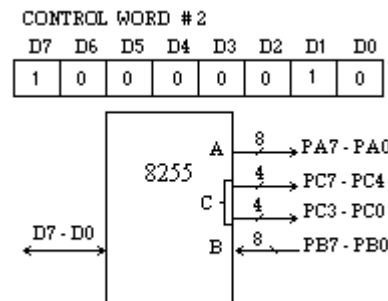 CONTROL WORD #2
D7 D6 D5 D4 D3 D2 D1 D0
1 0 0 0 0 0 1 0
A 8 PA7 - PA0
8255 4 PC7 - PC4
C 4 PC3 - PC0
D7 - D0 B 8 PB7 - PB0